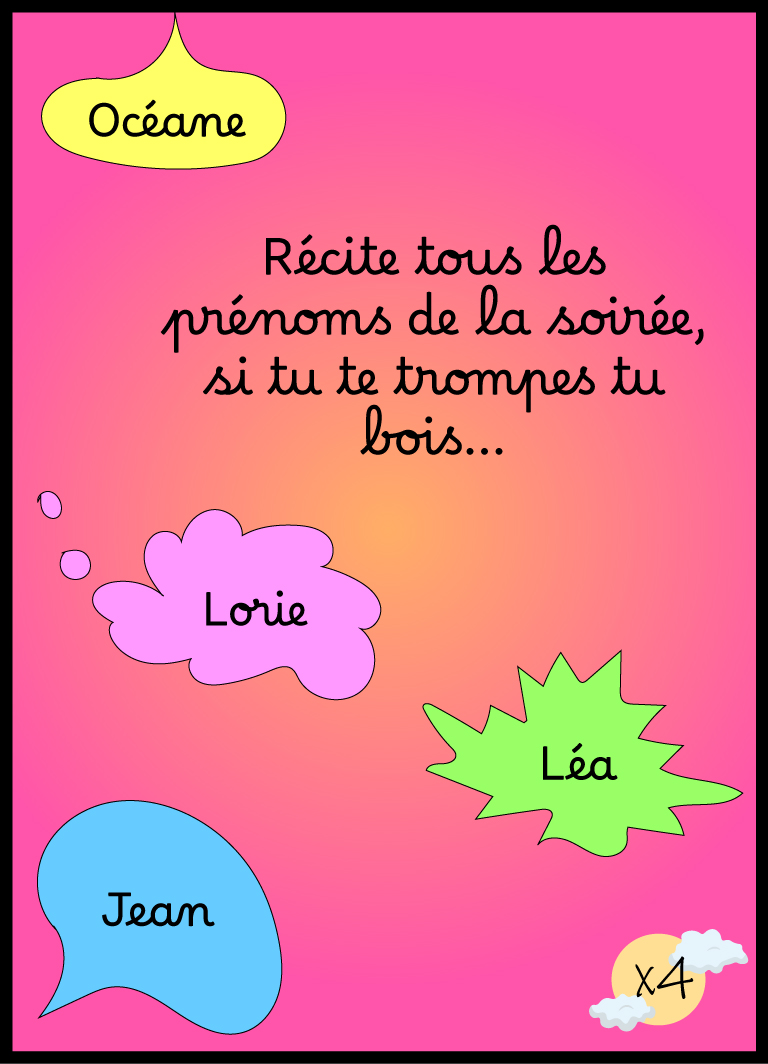 Océane
Récite tous les
prénoms de la soirée,
si tu te trompes tu
bois...
Lorie
Léa
Jean
x4